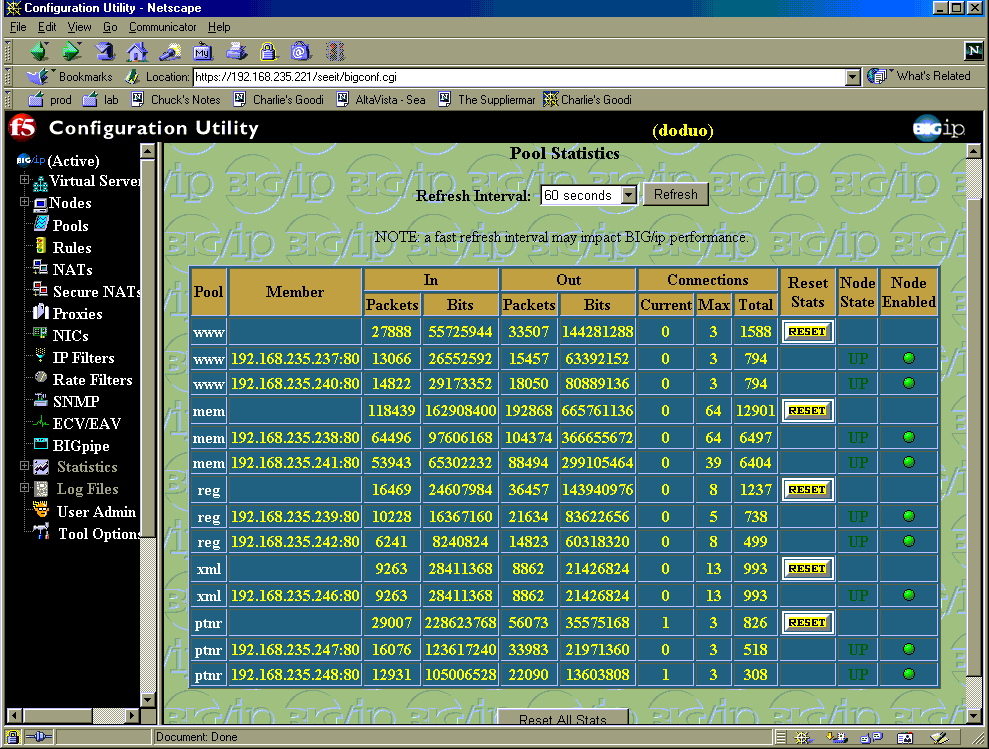 Configuration Utility - Netscape
File Edit View Go Communicator Help
My
N
Bookmarks Location: https://192.168.235.221/seeit/bigconf.cgi What's Related
prod lab Chuck's Notes Charlie's Goodi AltaVista - Sea The Suppliermar Charlie's Goodi
f5 Configuration Utility (doduo) BIG/ip
BIG/ip (Active)
Virtual Server
Nodes
Pools
Rules
NATs
Secure NATs
Proxies
NICs
IP Filters
Rate Filters
SNMP
ECV/EAV
BIGpipe
Statistics
Log Files
User Admin
Tool Options
Pool Statistics
Refresh Interval: 60 seconds Refresh
NOTE: a fast refresh interval may impact BIG/ip performance.
Pool Member In Out Connections Reset Stats Node State Node Enabled
Packets Bits Packets Bits Current Max Total
www 27888 55725944 33507 144281288 0 3 1588 RESET
www 192.168.235.237:80 13066 26552592 15457 63392152 0 3 794 UP
www 192.168.235.240:80 14822 29173352 18050 80889136 0 3 794 UP
mem 118439 162908400 192868 665761136 0 64 12901 RESET
mem 192.168.235.238:80 64496 97606168 104374 366655672 0 64 6497 UP
mem 192.168.235.241:80 53943 65302232 88494 299105464 0 39 6404 UP
reg 16469 24607984 36457 143940976 0 8 1237 RESET
reg 192.168.235.239:80 10228 16367160 21634 83622656 0 5 738 UP
reg 192.168.235.242:80 6241 8240824 14823 60318320 0 8 499 UP
xml 9263 28411368 8862 21426824 0 13 993 RESET
xml 192.168.235.246:80 9263 28411368 8862 21426824 0 13 993 UP
ptnr 29007 228623768 56073 35575168 1 3 826 RESET
ptnr 192.168.235.247:80 16076 123617240 33983 21971360 0 3 518 UP
ptnr 192.168.235.248:80 12931 105006528 22090 13603808 1 3 308 UP
Reset All Stats
Document: Done